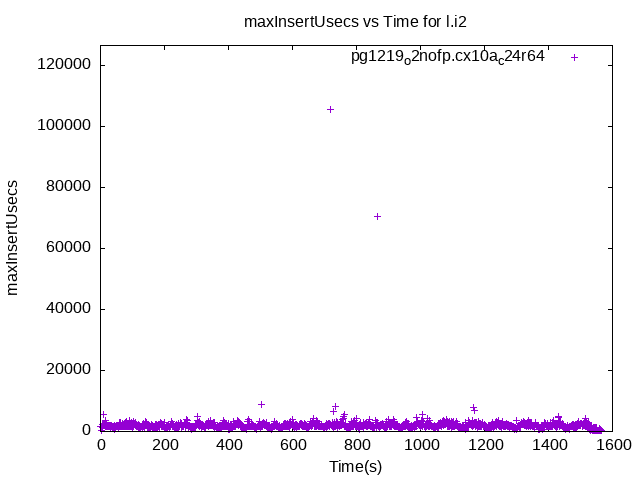 maxInsertUsecs vs Time for l.i2
pg1219o2nofp.cx10ac24r64
120000
100000
80000
60000
40000
20000
0
maxInsertUsecs
0 200 400 600 800 1000 1200 1400 1600
Time(s)